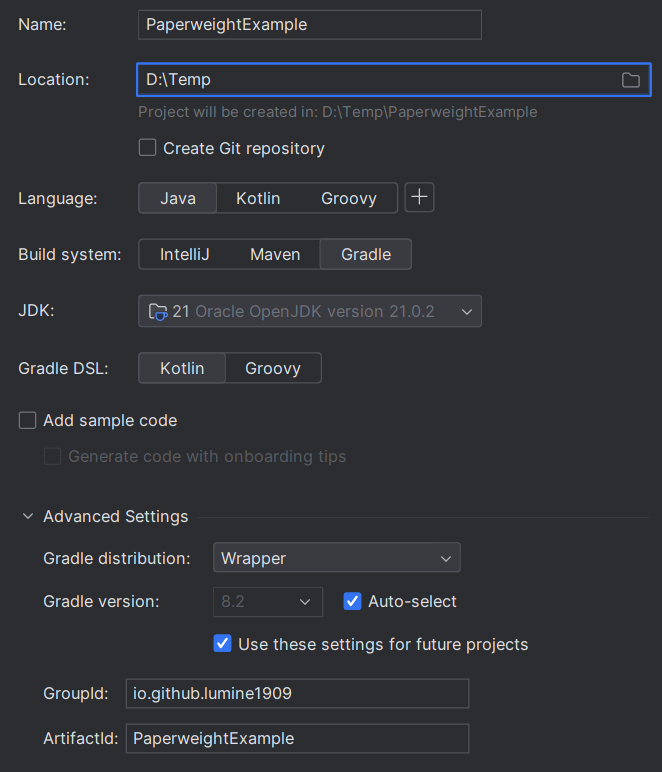 Name: PaperweightExample
Location: D:\Temp
Project will be created in: D:\Temp\PaperweightExample
Create Git repository
Language: Java Kotlin Groovy
Build system: IntelliJ Maven Gradle
JDK: 21 Oracle OpenJDK version 21.0.2
Gradle DSL: Kotlin Groovy
Add sample code
Generate code with onboarding tips
Advanced Settings
Gradle distribution: Wrapper
Gradle version: 8.2 Auto-select
Use these settings for future projects
GroupId: io.github.lumine1909
ArtifactId: PaperweightExample